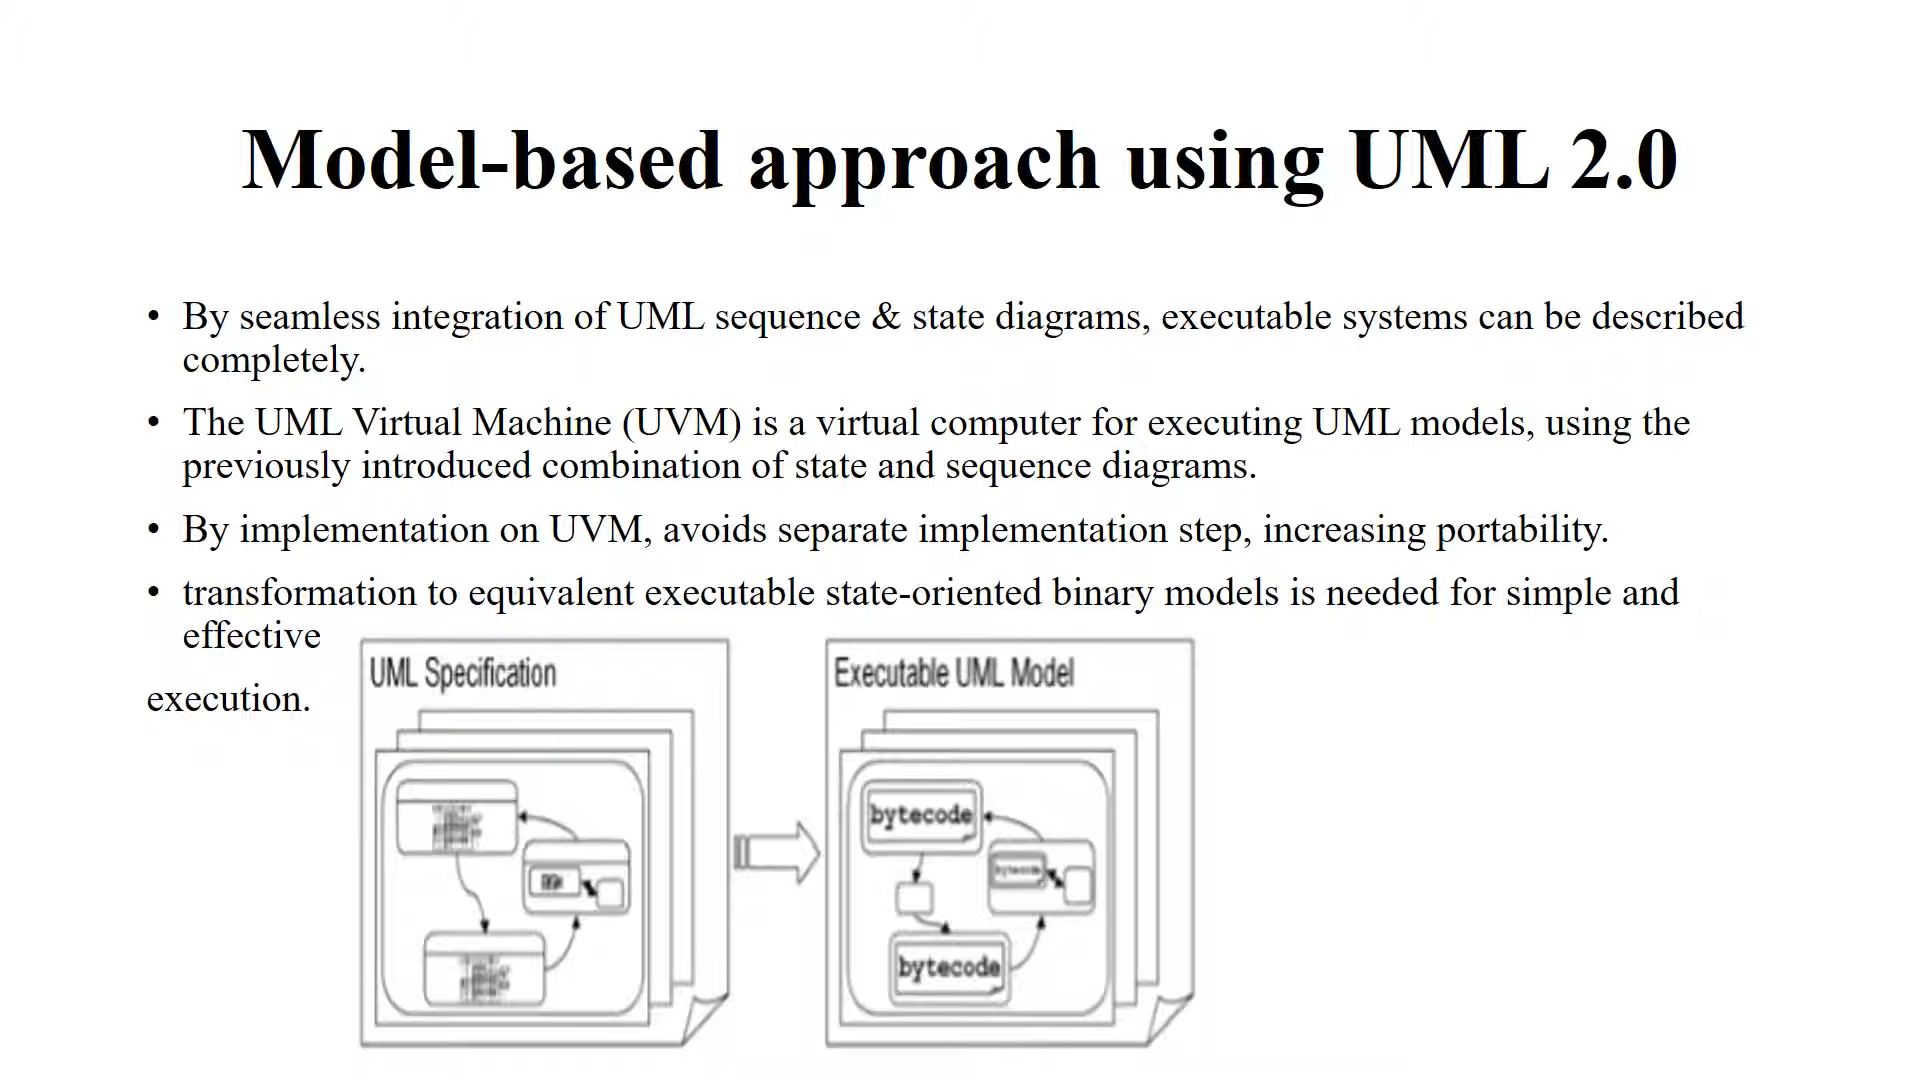 Model-based approach using UML 2.0
• By seamless integration of UML sequence & state diagrams, executable systems can be described
completely.
• The UML Virtual Machine (UVM) is a virtual computer for executing UML models, using the
previously introduced combination of state and sequence diagrams.
• By implementation on UVM, avoids separate implementation step, increasing portability.
• transformation to equivalent executable state-oriented binary models is needed for simple and
effective
execution.
UML Specification
Executable UML Model
bytecode
bytecode
bytecode